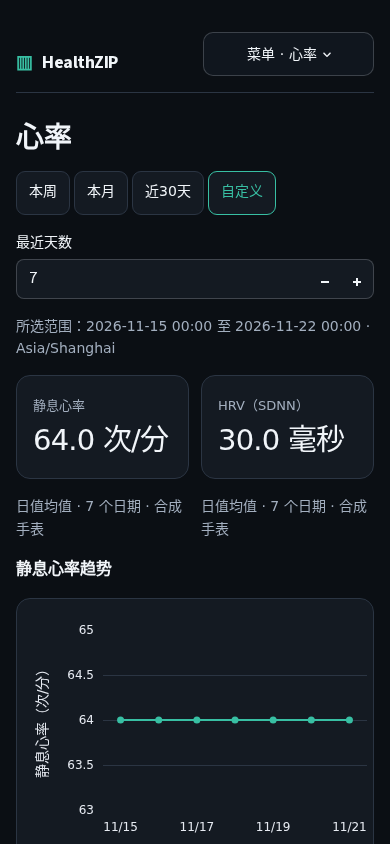 HealthZIP
菜单 · 心率
心率
本周
本月
近30天
自定义
最近天数
7
所选范围：2026-11-15 00:00 至 2026-11-22 00:00 ·
Asia/Shanghai
静息心率
64.0 次/分
HRV（SDNN）
30.0 毫秒
日值均值 · 7 个日期 · 合成
手表
日值均值 · 7 个日期 · 合成
手表
静息心率趋势
静息心率（次/分）
65
64.5
64
63.5
63
11/15
11/17
11/19
11/21